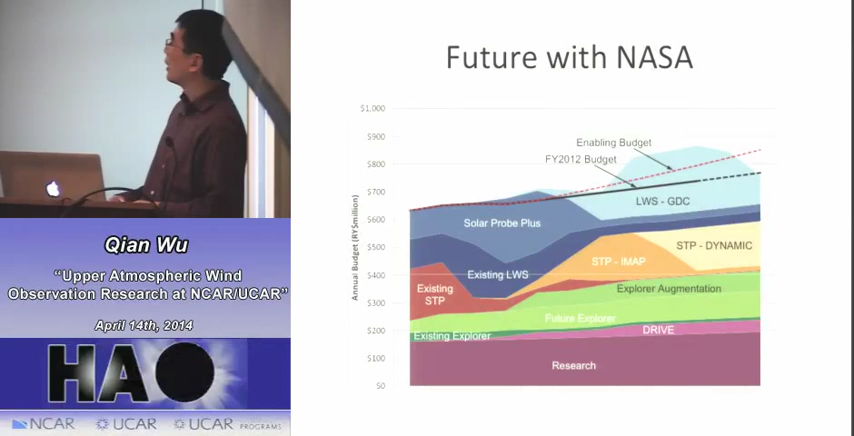 Future with NASA
$1,000
$900
$800
$700
$600
$500
$400
$300
$200
$100
$0
Annual Budget (RY$million)
Enabling Budget
FY2012 Budget
LWS - GDC
Solar Probe Plus
STP - DYNAMIC
STP - IMAP
Existing LWS
Existing
STP
Explorer Augmentation
Future Explorer
Existing Explorer
DRIVE
Research
Qian Wu
“Upper Atmospheric Wind
Observation Research at NCAR/UCAR”
April 14th, 2014
HAO
NCAR UCAR UCAR COMMUNITY PROGRAMS